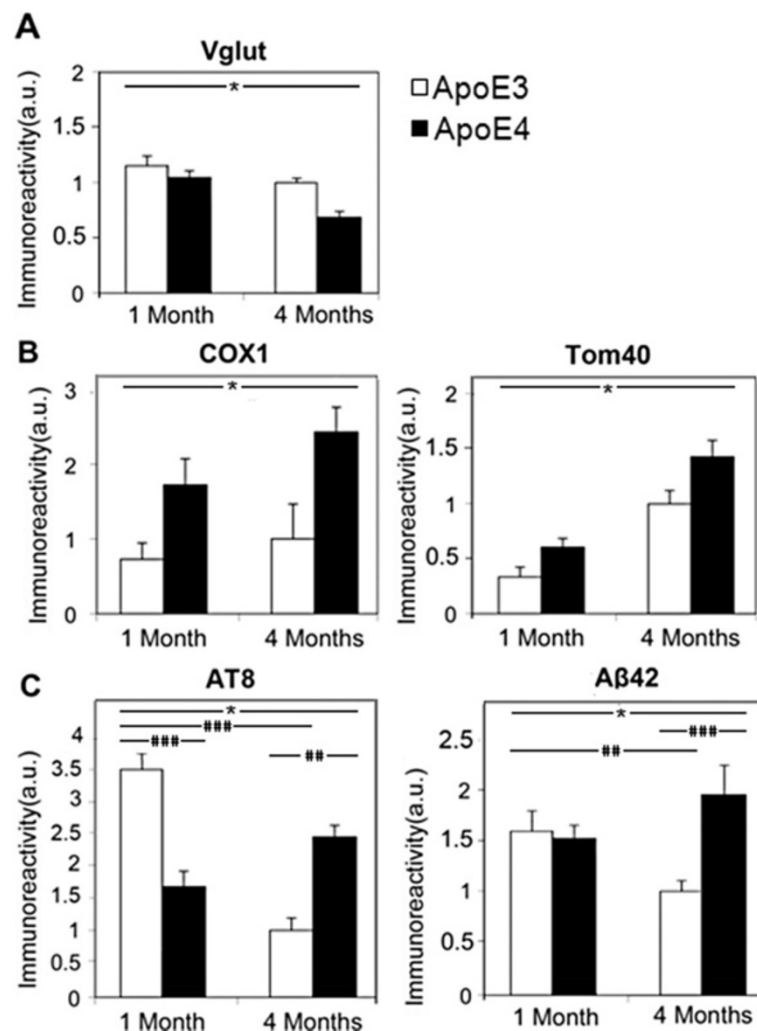 A
Vglut
Immunoreactivity(a.u.)
2
1.5
1
0.5
0
*
1 Month
4 Months
ApoE3
ApoE4
B
COX1
Immunoreactivity(a.u.)
3
2
1
0
*
1 Month
4 Months
Tom40
Immunoreactivity(a.u.)
2
1.5
1
0.5
0
*
1 Month
4 Months
C
AT8
Immunoreactivity(a.u.)
4
3.5
2.5
2
1.5
1
0.5
0
*
###
###
##
1 Month
4 Months
Aβ42
Immunoreactivity(a.u.)
2.5
2
1.5
1
0.5
0
*
###
##
1 Month
4 Months